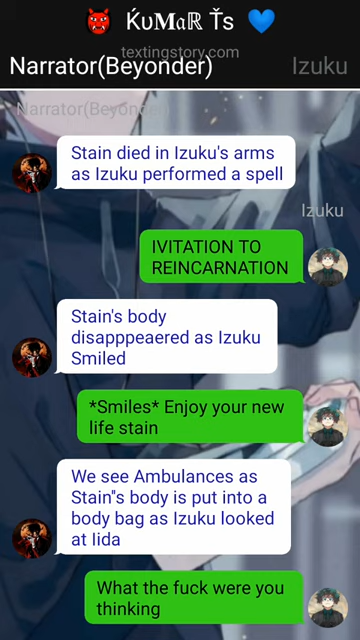 👹 ḰυMaℝ Ťs 💙
textingstory.com
Narrator(Beyonder) Izuku
Narrator(Beyonder)
Stain died in Izuku's arms
as Izuku performed a spell
Izuku
IVITATION TO
REINCARNATION
Stain's body
disapppeaered as Izuku
Smiled
*Smiles* Enjoy your new
life stain
We see Ambulances as
Stain"s body is put into a
body bag as Izuku looked
at Iida
What the fuck were you
thinking